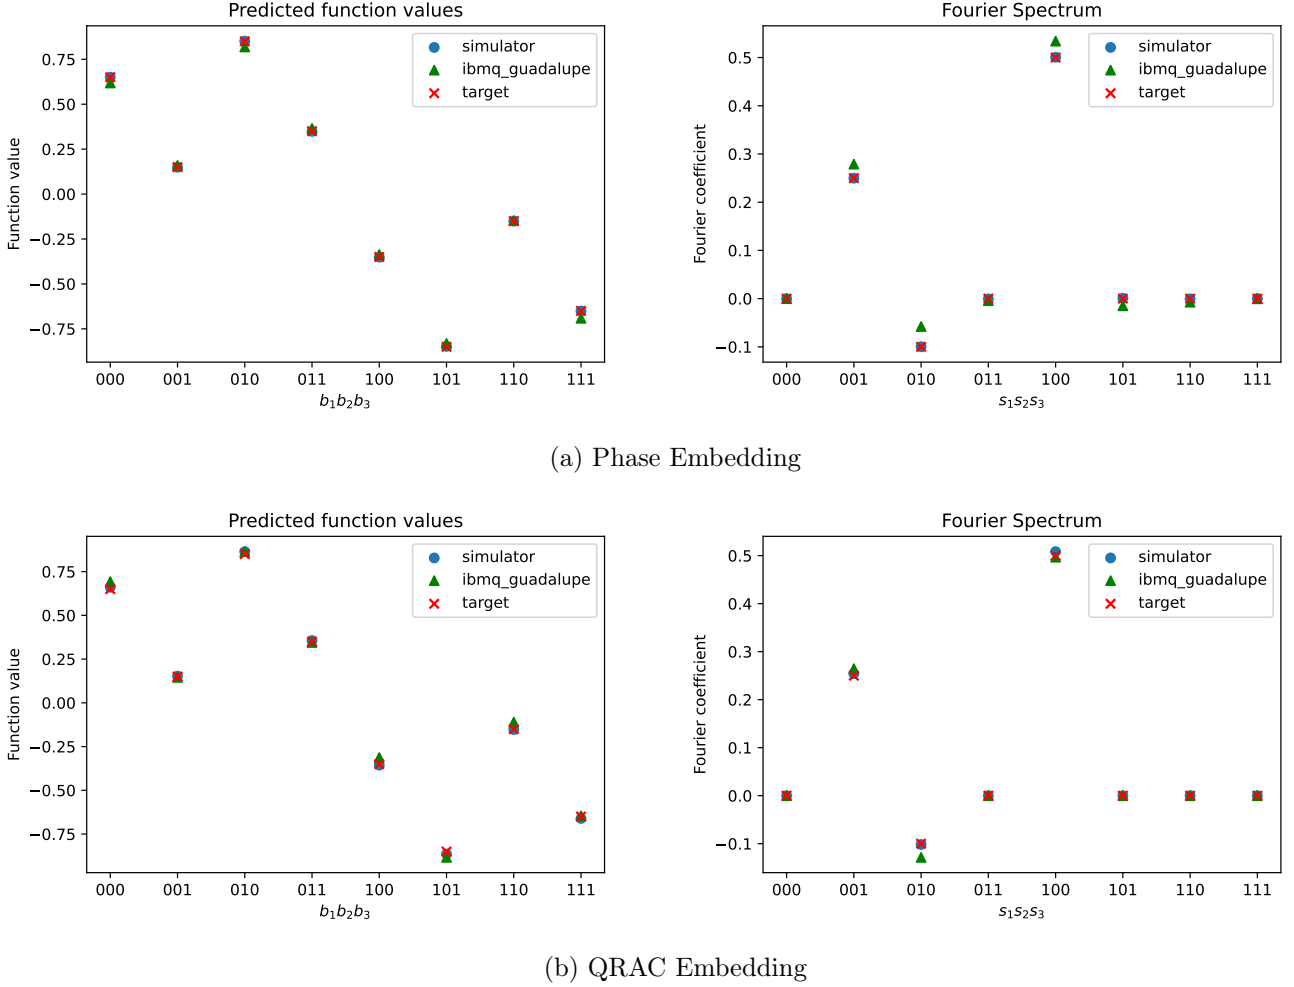 Predicted function values
Function value
0.75
0.50
0.25
0.00
−0.25
−0.50
−0.75
simulator
ibmq_guadalupe
target
000 001 010 011 100 101 110 111
b₁b₂b₃
Fourier Spectrum
Fourier coefficient
0.5
0.4
0.3
0.2
0.1
0.0
−0.1
simulator
ibmq_guadalupe
target
000 001 010 011 100 101 110 111
s₁s₂s₃
(a) Phase Embedding
Predicted function values
Function value
0.75
0.50
0.25
0.00
−0.25
−0.50
−0.75
simulator
ibmq_guadalupe
target
000 001 010 011 100 101 110 111
b₁b₂b₃
Fourier Spectrum
Fourier coefficient
0.5
0.4
0.3
0.2
0.1
0.0
−0.1
simulator
ibmq_guadalupe
target
000 001 010 011 100 101 110 111
s₁s₂s₃
(b) QRAC Embedding